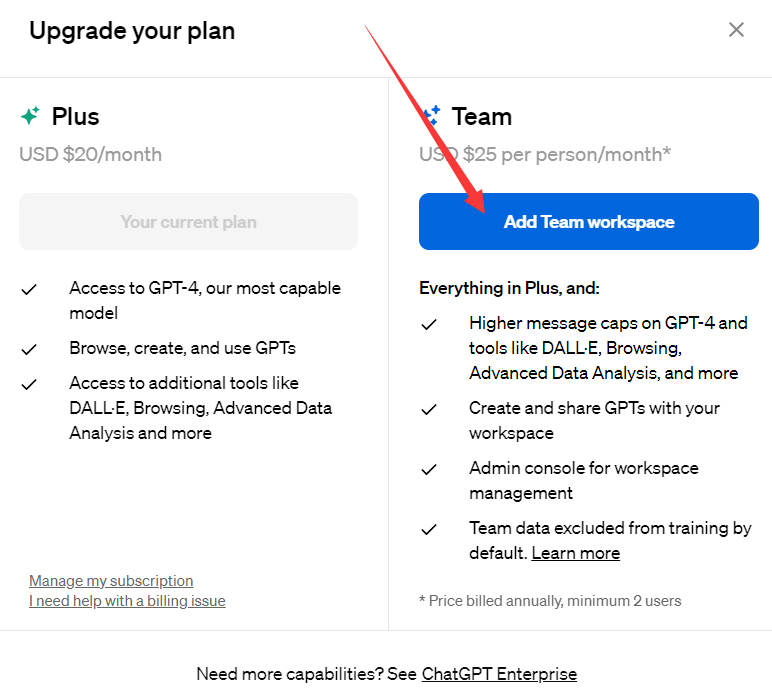 Upgrade your plan
Plus
USD $20/month
Your current plan
Access to GPT-4, our most capable
model
Browse, create, and use GPTs
Access to additional tools like
DALL·E, Browsing, Advanced Data
Analysis and more
Manage my subscription
I need help with a billing issue
Team
USD $25 per person/month*
Add Team workspace
Everything in Plus, and:
Higher message caps on GPT-4 and
tools like DALL·E, Browsing,
Advanced Data Analysis, and more
Create and share GPTs with your
workspace
Admin console for workspace
management
Team data excluded from training by
default. Learn more
* Price billed annually, minimum 2 users
Need more capabilities? See ChatGPT Enterprise